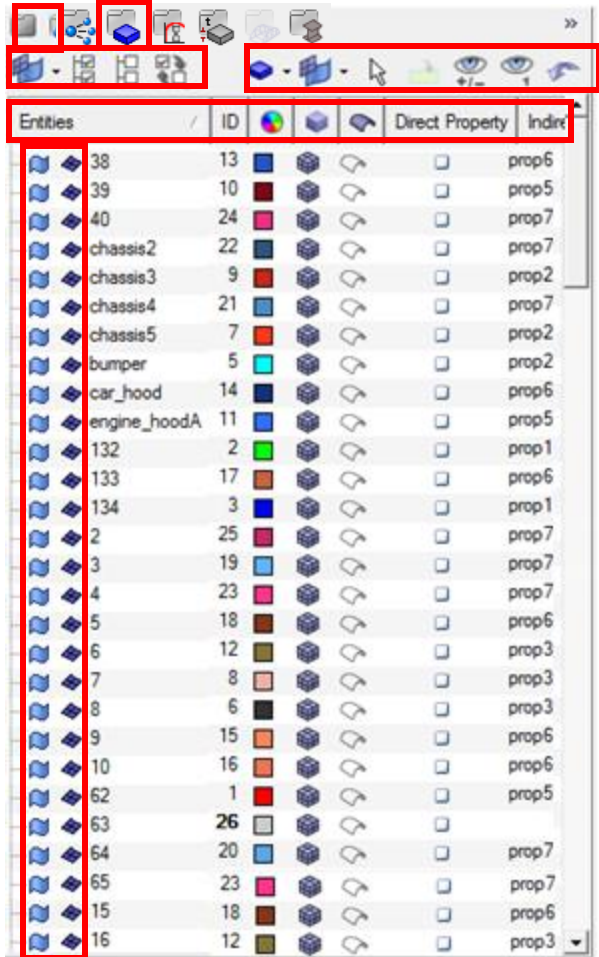 t
+/− 1
Entities ID Direct Property Indire
38 13 prop6
39 10 prop5
40 24 prop7
chassis2 22 prop7
chassis3 9 prop2
chassis4 21 prop7
chassis5 7 prop2
bumper 5 prop2
car_hood 14 prop6
engine_hoodA 11 prop5
132 2 prop1
133 17 prop6
134 3 prop1
2 25 prop7
3 19 prop7
4 23 prop7
5 18 prop6
6 12 prop3
7 8 prop3
8 6 prop3
9 15 prop6
10 16 prop6
62 1 prop5
63 26
64 20 prop7
65 23 prop7
15 18 prop6
16 12 prop3